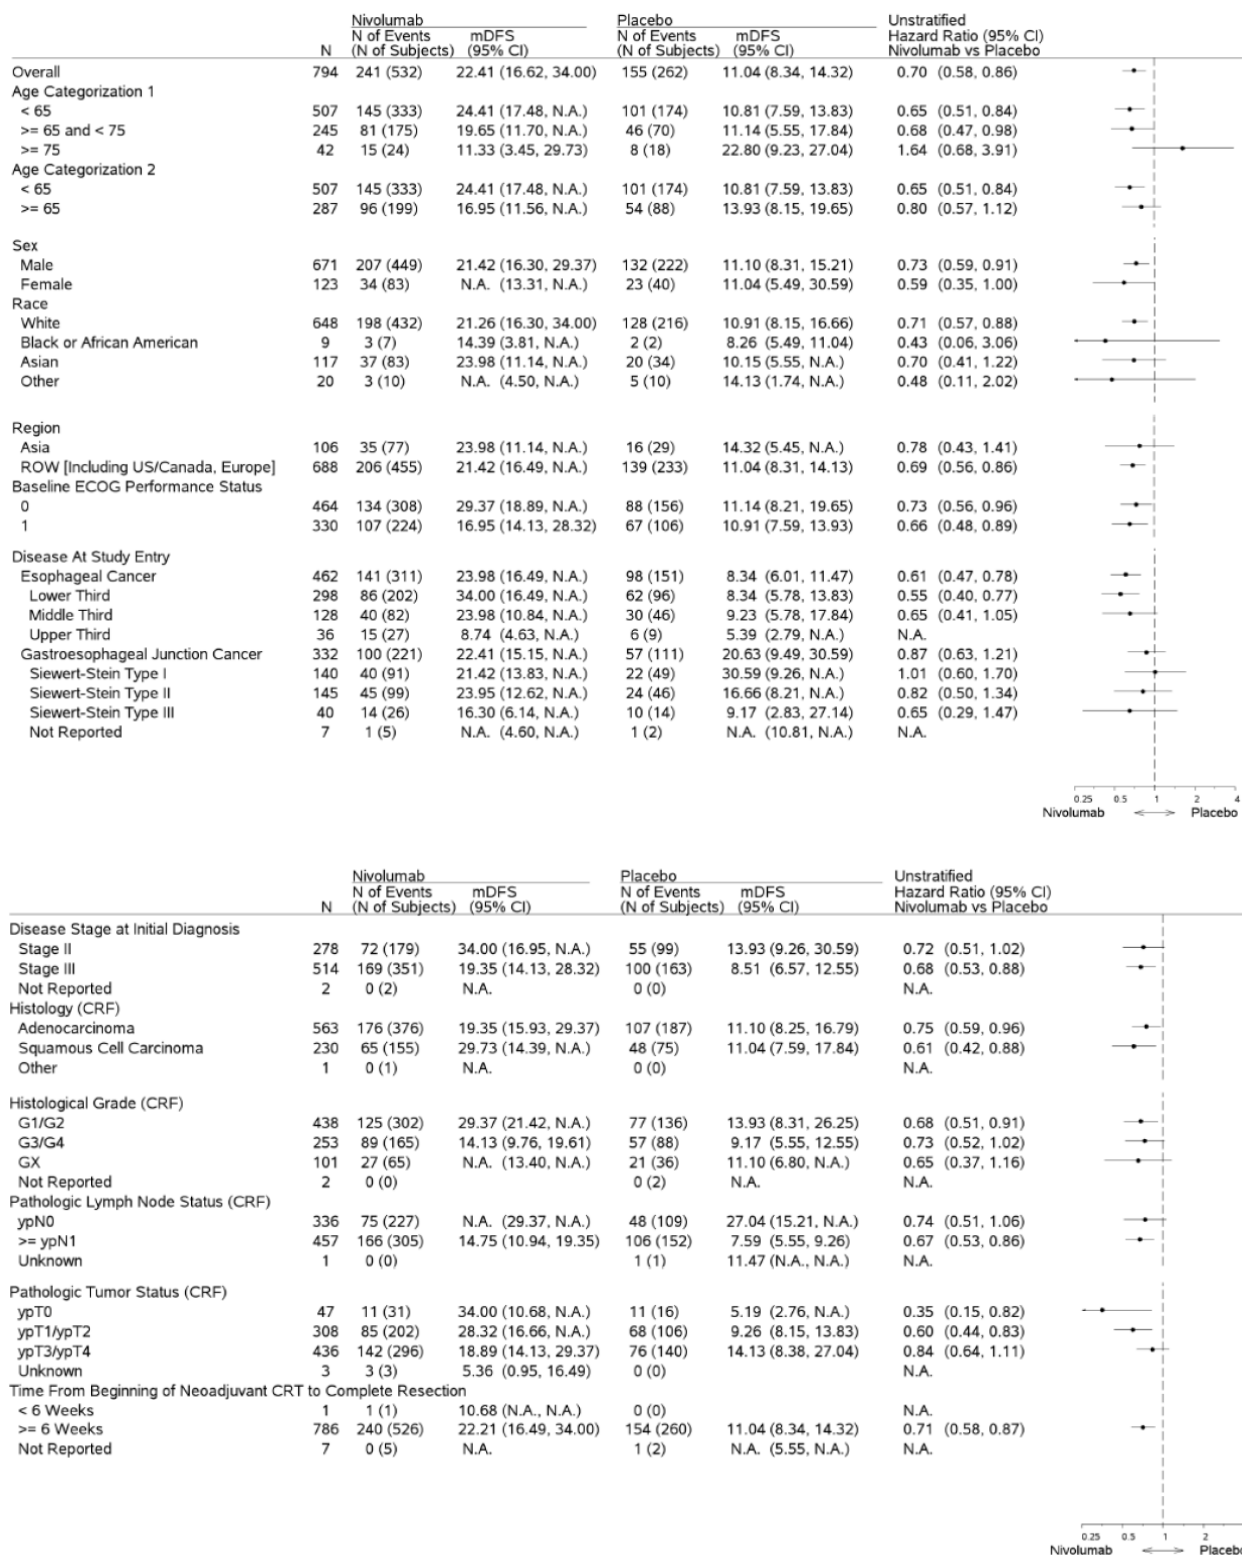 Nivolumab Placebo Unstratified
N of Events mDFS N of Events mDFS Hazard Ratio (95% CI)
N (N of Subjects) (95% CI) (N of Subjects) (95% CI) Nivolumab vs Placebo
Overall 794 241 (532) 22.41 (16.62, 34.00) 155 (262) 11.04 (8.34, 14.32) 0.70 (0.58, 0.86)
Age Categorization 1
< 65 507 145 (333) 24.41 (17.48, N.A.) 101 (174) 10.81 (7.59, 13.83) 0.65 (0.51, 0.84)
>= 65 and < 75 245 81 (175) 19.65 (11.70, N.A.) 46 (70) 11.14 (5.55, 17.84) 0.68 (0.47, 0.98)
>= 75 42 15 (24) 11.33 (3.45, 29.73) 8 (18) 22.80 (9.23, 27.04) 1.64 (0.68, 3.91)
Age Categorization 2
< 65 507 145 (333) 24.41 (17.48, N.A.) 101 (174) 10.81 (7.59, 13.83) 0.65 (0.51, 0.84)
>= 65 287 96 (199) 16.95 (11.56, N.A.) 54 (88) 13.93 (8.15, 19.65) 0.80 (0.57, 1.12)
Sex
Male 671 207 (449) 21.42 (16.30, 29.37) 132 (222) 11.10 (8.31, 15.21) 0.73 (0.59, 0.91)
Female 123 34 (83) N.A. (13.31, N.A.) 23 (40) 11.04 (5.49, 30.59) 0.59 (0.35, 1.00)
Race
White 648 198 (432) 21.26 (16.30, 34.00) 128 (216) 10.91 (8.15, 16.66) 0.71 (0.57, 0.88)
Black or African American 9 3 (7) 14.39 (3.81, N.A.) 2 (2) 8.26 (5.49, 11.04) 0.43 (0.06, 3.06)
Asian 117 37 (83) 23.98 (11.14, N.A.) 20 (34) 10.15 (5.55, N.A.) 0.70 (0.41, 1.22)
Other 20 3 (10) N.A. (4.50, N.A.) 5 (10) 14.13 (1.74, N.A.) 0.48 (0.11, 2.02)
Region
Asia 106 35 (77) 23.98 (11.14, N.A.) 16 (29) 14.32 (5.45, N.A.) 0.78 (0.43, 1.41)
ROW [Including US/Canada, Europe] 688 206 (455) 21.42 (16.49, N.A.) 139 (233) 11.04 (8.31, 14.13) 0.69 (0.56, 0.86)
Baseline ECOG Performance Status
0 464 134 (308) 29.37 (18.89, N.A.) 88 (156) 11.14 (8.21, 19.65) 0.73 (0.56, 0.96)
1 330 107 (224) 16.95 (14.13, 28.32) 67 (106) 10.91 (7.59, 13.93) 0.66 (0.48, 0.89)
Disease At Study Entry
Esophageal Cancer 462 141 (311) 23.98 (16.49, N.A.) 98 (151) 8.34 (6.01, 11.47) 0.61 (0.47, 0.78)
Lower Third 298 86 (202) 34.00 (16.49, N.A.) 62 (96) 8.34 (5.78, 13.83) 0.55 (0.40, 0.77)
Middle Third 128 40 (82) 23.98 (10.84, N.A.) 30 (46) 9.23 (5.78, 17.84) 0.65 (0.41, 1.05)
Upper Third 36 15 (27) 8.74 (4.63, N.A.) 6 (9) 5.39 (2.79, N.A.) N.A.
Gastroesophageal Junction Cancer 332 100 (221) 22.41 (15.15, N.A.) 57 (111) 20.63 (9.49, 30.59) 0.87 (0.63, 1.21)
Siewert-Stein Type I 140 40 (91) 21.42 (13.83, N.A.) 22 (49) 30.59 (9.26, N.A.) 1.01 (0.60, 1.70)
Siewert-Stein Type II 145 45 (99) 23.95 (12.62, N.A.) 24 (46) 16.66 (8.21, N.A.) 0.82 (0.50, 1.34)
Siewert-Stein Type III 40 14 (26) 16.30 (6.14, N.A.) 10 (14) 9.17 (2.83, 27.14) 0.65 (0.29, 1.47)
Not Reported 7 1 (5) N.A. (4.60, N.A.) 1 (2) N.A. (10.81, N.A.) N.A.
0.25 0.5 1 2 4
Nivolumab <—> Placebo
Nivolumab Placebo Unstratified
N of Events mDFS N of Events mDFS Hazard Ratio (95% CI)
N (N of Subjects) (95% CI) (N of Subjects) (95% CI) Nivolumab vs Placebo
Disease Stage at Initial Diagnosis
Stage II 278 72 (179) 34.00 (16.95, N.A.) 55 (99) 13.93 (9.26, 30.59) 0.72 (0.51, 1.02)
Stage III 514 169 (351) 19.35 (14.13, 28.32) 100 (163) 8.51 (6.57, 12.55) 0.68 (0.53, 0.88)
Not Reported 2 0 (2) N.A. 0 (0) N.A.
Histology (CRF)
Adenocarcinoma 563 176 (376) 19.35 (15.93, 29.37) 107 (187) 11.10 (8.25, 16.79) 0.75 (0.59, 0.96)
Squamous Cell Carcinoma 230 65 (155) 29.73 (14.39, N.A.) 48 (75) 11.04 (7.59, 17.84) 0.61 (0.42, 0.88)
Other 1 0 (1) N.A. 0 (0) N.A.
Histological Grade (CRF)
G1/G2 438 125 (302) 29.37 (21.42, N.A.) 77 (136) 13.93 (8.31, 26.25) 0.68 (0.51, 0.91)
G3/G4 253 89 (165) 14.13 (9.76, 19.61) 57 (88) 9.17 (5.55, 12.55) 0.73 (0.52, 1.02)
GX 101 27 (65) N.A. (13.40, N.A.) 21 (36) 11.10 (6.80, N.A.) 0.65 (0.37, 1.16)
Not Reported 2 0 (0) 0 (2) N.A. N.A.
Pathologic Lymph Node Status (CRF)
ypN0 336 75 (227) N.A. (29.37, N.A.) 48 (109) 27.04 (15.21, N.A.) 0.74 (0.51, 1.06)
>= ypN1 457 166 (305) 14.75 (10.94, 19.35) 106 (152) 7.59 (5.55, 9.26) 0.67 (0.53, 0.86)
Unknown 1 0 (0) 1 (1) 11.47 (N.A., N.A.) N.A.
Pathologic Tumor Status (CRF)
ypT0 47 11 (31) 34.00 (10.68, N.A.) 11 (16) 5.19 (2.76, N.A.) 0.35 (0.15, 0.82)
ypT1/ypT2 308 85 (202) 28.32 (16.66, N.A.) 68 (106) 9.26 (8.15, 13.83) 0.60 (0.44, 0.83)
ypT3/ypT4 436 142 (296) 18.89 (14.13, 29.37) 76 (140) 14.13 (8.38, 27.04) 0.84 (0.64, 1.11)
Unknown 3 3 (3) 5.36 (0.95, 16.49) 0 (0) N.A.
Time From Beginning of Neoadjuvant CRT to Complete Resection
< 6 Weeks 1 1 (1) 10.68 (N.A., N.A.) 0 (0) N.A.
>= 6 Weeks 786 240 (526) 22.21 (16.49, 34.00) 154 (260) 11.04 (8.34, 14.32) 0.71 (0.58, 0.87)
Not Reported 7 0 (5) N.A. 1 (2) N.A. (5.55, N.A.) N.A.
0.25 0.5 1 2
Nivolumab <—> Placebo